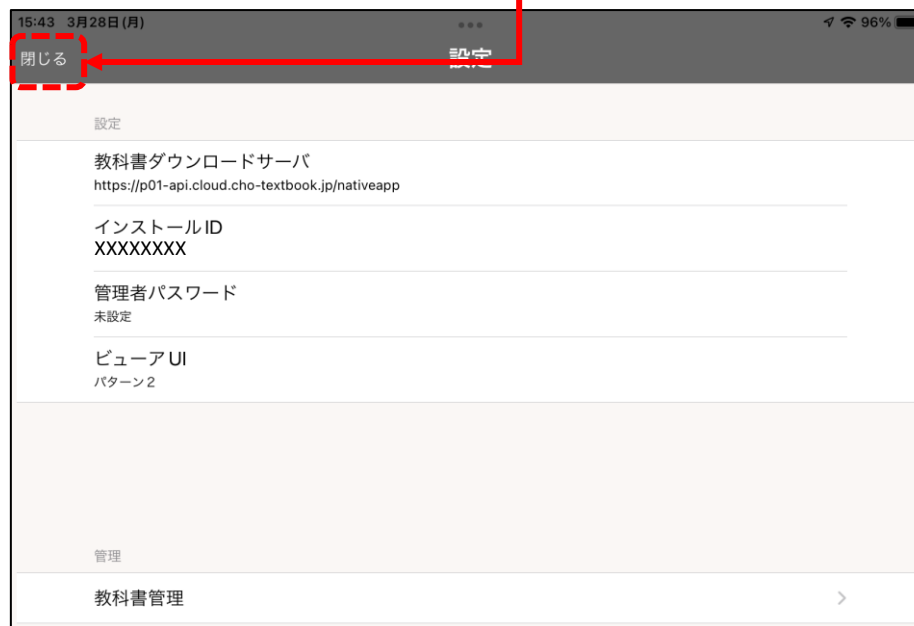 15:43 3月28日(月)
96%
閉じる
設定
設定
教科書ダウンロードサーバ
https://p01-api.cloud.cho-textbook.jp/nativeapp
インストールID
XXXXXXXX
管理者パスワード
未設定
ビューアUI
パターン2
管理
教科書管理